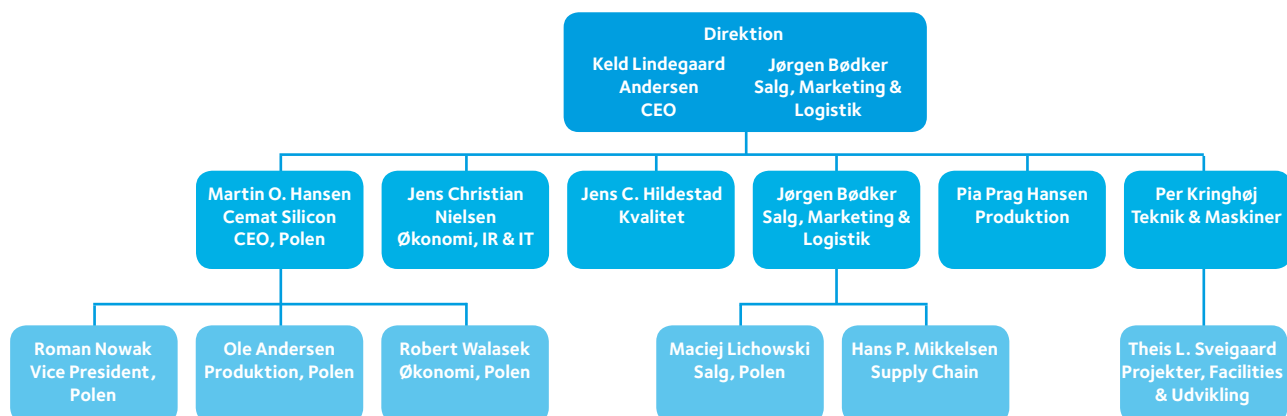 Direktion
Keld Lindegaard
Andersen
CEO
Jørgen Bødker
Salg, Marketing &
Logistik
Martin O. Hansen
Cemat Silicon
CEO, Polen
Jens Christian
Nielsen
Økonomi, IR & IT
Jens C. Hildestad
Kvalitet
Jørgen Bødker
Salg, Marketing &
Logistik
Pia Prag Hansen
Produktion
Per Kringhøj
Teknik & Maskiner
Roman Nowak
Vice President,
Polen
Ole Andersen
Produktion, Polen
Robert Walasek
Økonomi, Polen
Maciej Lichowski
Salg, Polen
Hans P. Mikkelsen
Supply Chain
Theis L. Sveigaard
Projekter, Facilities
& Udvikling